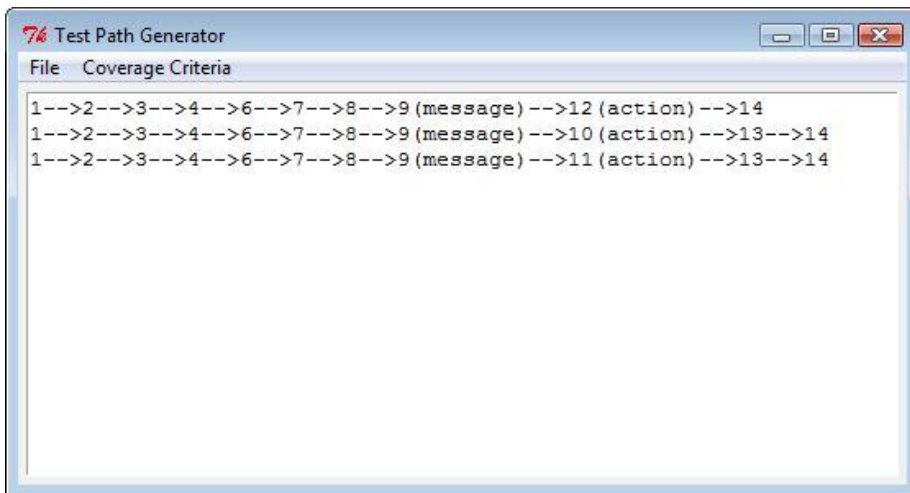 Test Path Generator
File Coverage Criteria
1-->2-->3-->4-->6-->7-->8-->9(message)-->12(action)-->14
1-->2-->3-->4-->6-->7-->8-->9(message)-->10(action)-->13-->14
1-->2-->3-->4-->6-->7-->8-->9(message)-->11(action)-->13-->14